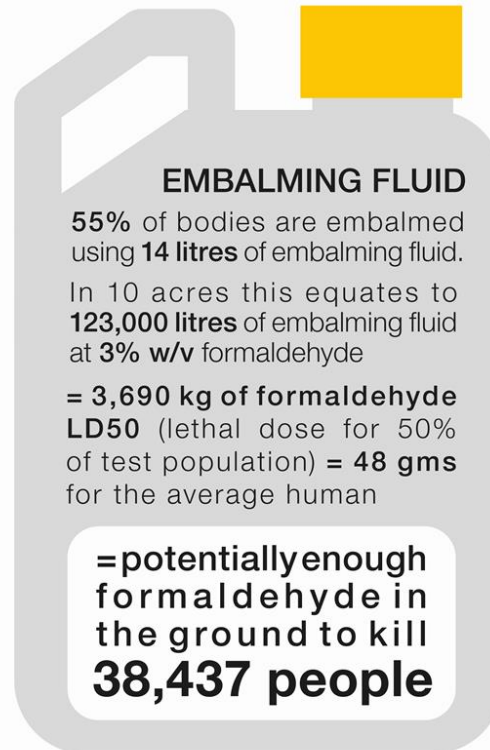 EMBALMING FLUID
55% of bodies are embalmed
using 14 litres of embalming fluid.
In 10 acres this equates to
123,000 litres of embalming fluid
at 3% w/v formaldehyde
= 3,690 kg of formaldehyde
LD50 (lethal dose for 50%
of test population) = 48 gms
for the average human
=potentially enough
formaldehyde in
the ground to kill
38,437 people